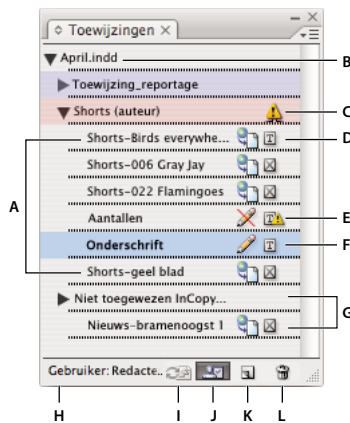 Toewijzingen
April.indd
B
Toewijzing_reportage
Shorts (auteur)
C
Shorts-Birds everywhe...
D
Shorts-006 Gray Jay
Shorts-022 Flamingoes
A
Aantallen
E
Onderschrift
F
Shorts-geel blad
Niet toegewezen InCopy...
G
Nieuws-bramenoogst 1
Gebruiker: Redacte..
H I J K L